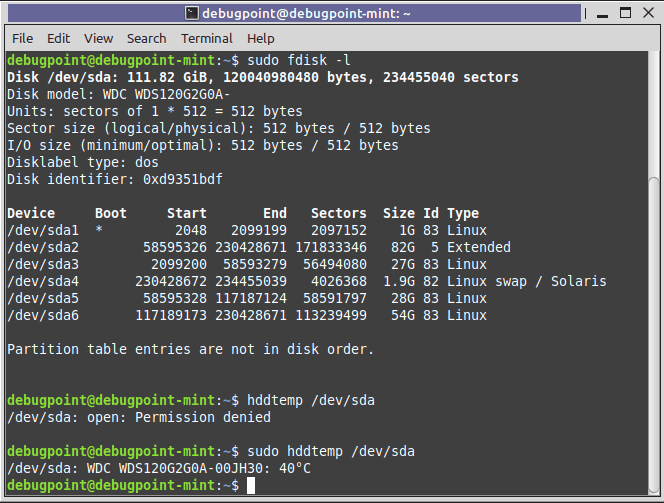 debugpoint@debugpoint-mint: ~
File Edit View Search Terminal Help
debugpoint@debugpoint-mint:~$ sudo fdisk -l
Disk /dev/sda: 111.82 GiB, 120040980480 bytes, 234455040 sectors
Disk model: WDC WDS120G2G0A-
Units: sectors of 1 * 512 = 512 bytes
Sector size (logical/physical): 512 bytes / 512 bytes
I/O size (minimum/optimal): 512 bytes / 512 bytes
Disklabel type: dos
Disk identifier: 0xd9351bdf
Device     Boot     Start       End   Sectors  Size Id Type
/dev/sda1  *         2048   2099199   2097152    1G 83 Linux
/dev/sda2        58595326 230428671 171833346   82G  5 Extended
/dev/sda3         2099200  58593279  56494080   27G 83 Linux
/dev/sda4       230428672 234455039   4026368  1.9G 82 Linux swap / Solaris
/dev/sda5        58595328 117187124  58591797   28G 83 Linux
/dev/sda6       117189173 230428671 113239499   54G 83 Linux
Partition table entries are not in disk order.
debugpoint@debugpoint-mint:~$ hddtemp /dev/sda
/dev/sda: open: Permission denied
debugpoint@debugpoint-mint:~$ sudo hddtemp /dev/sda
/dev/sda: WDC WDS120G2G0A-00JH30: 40°C
debugpoint@debugpoint-mint:~$